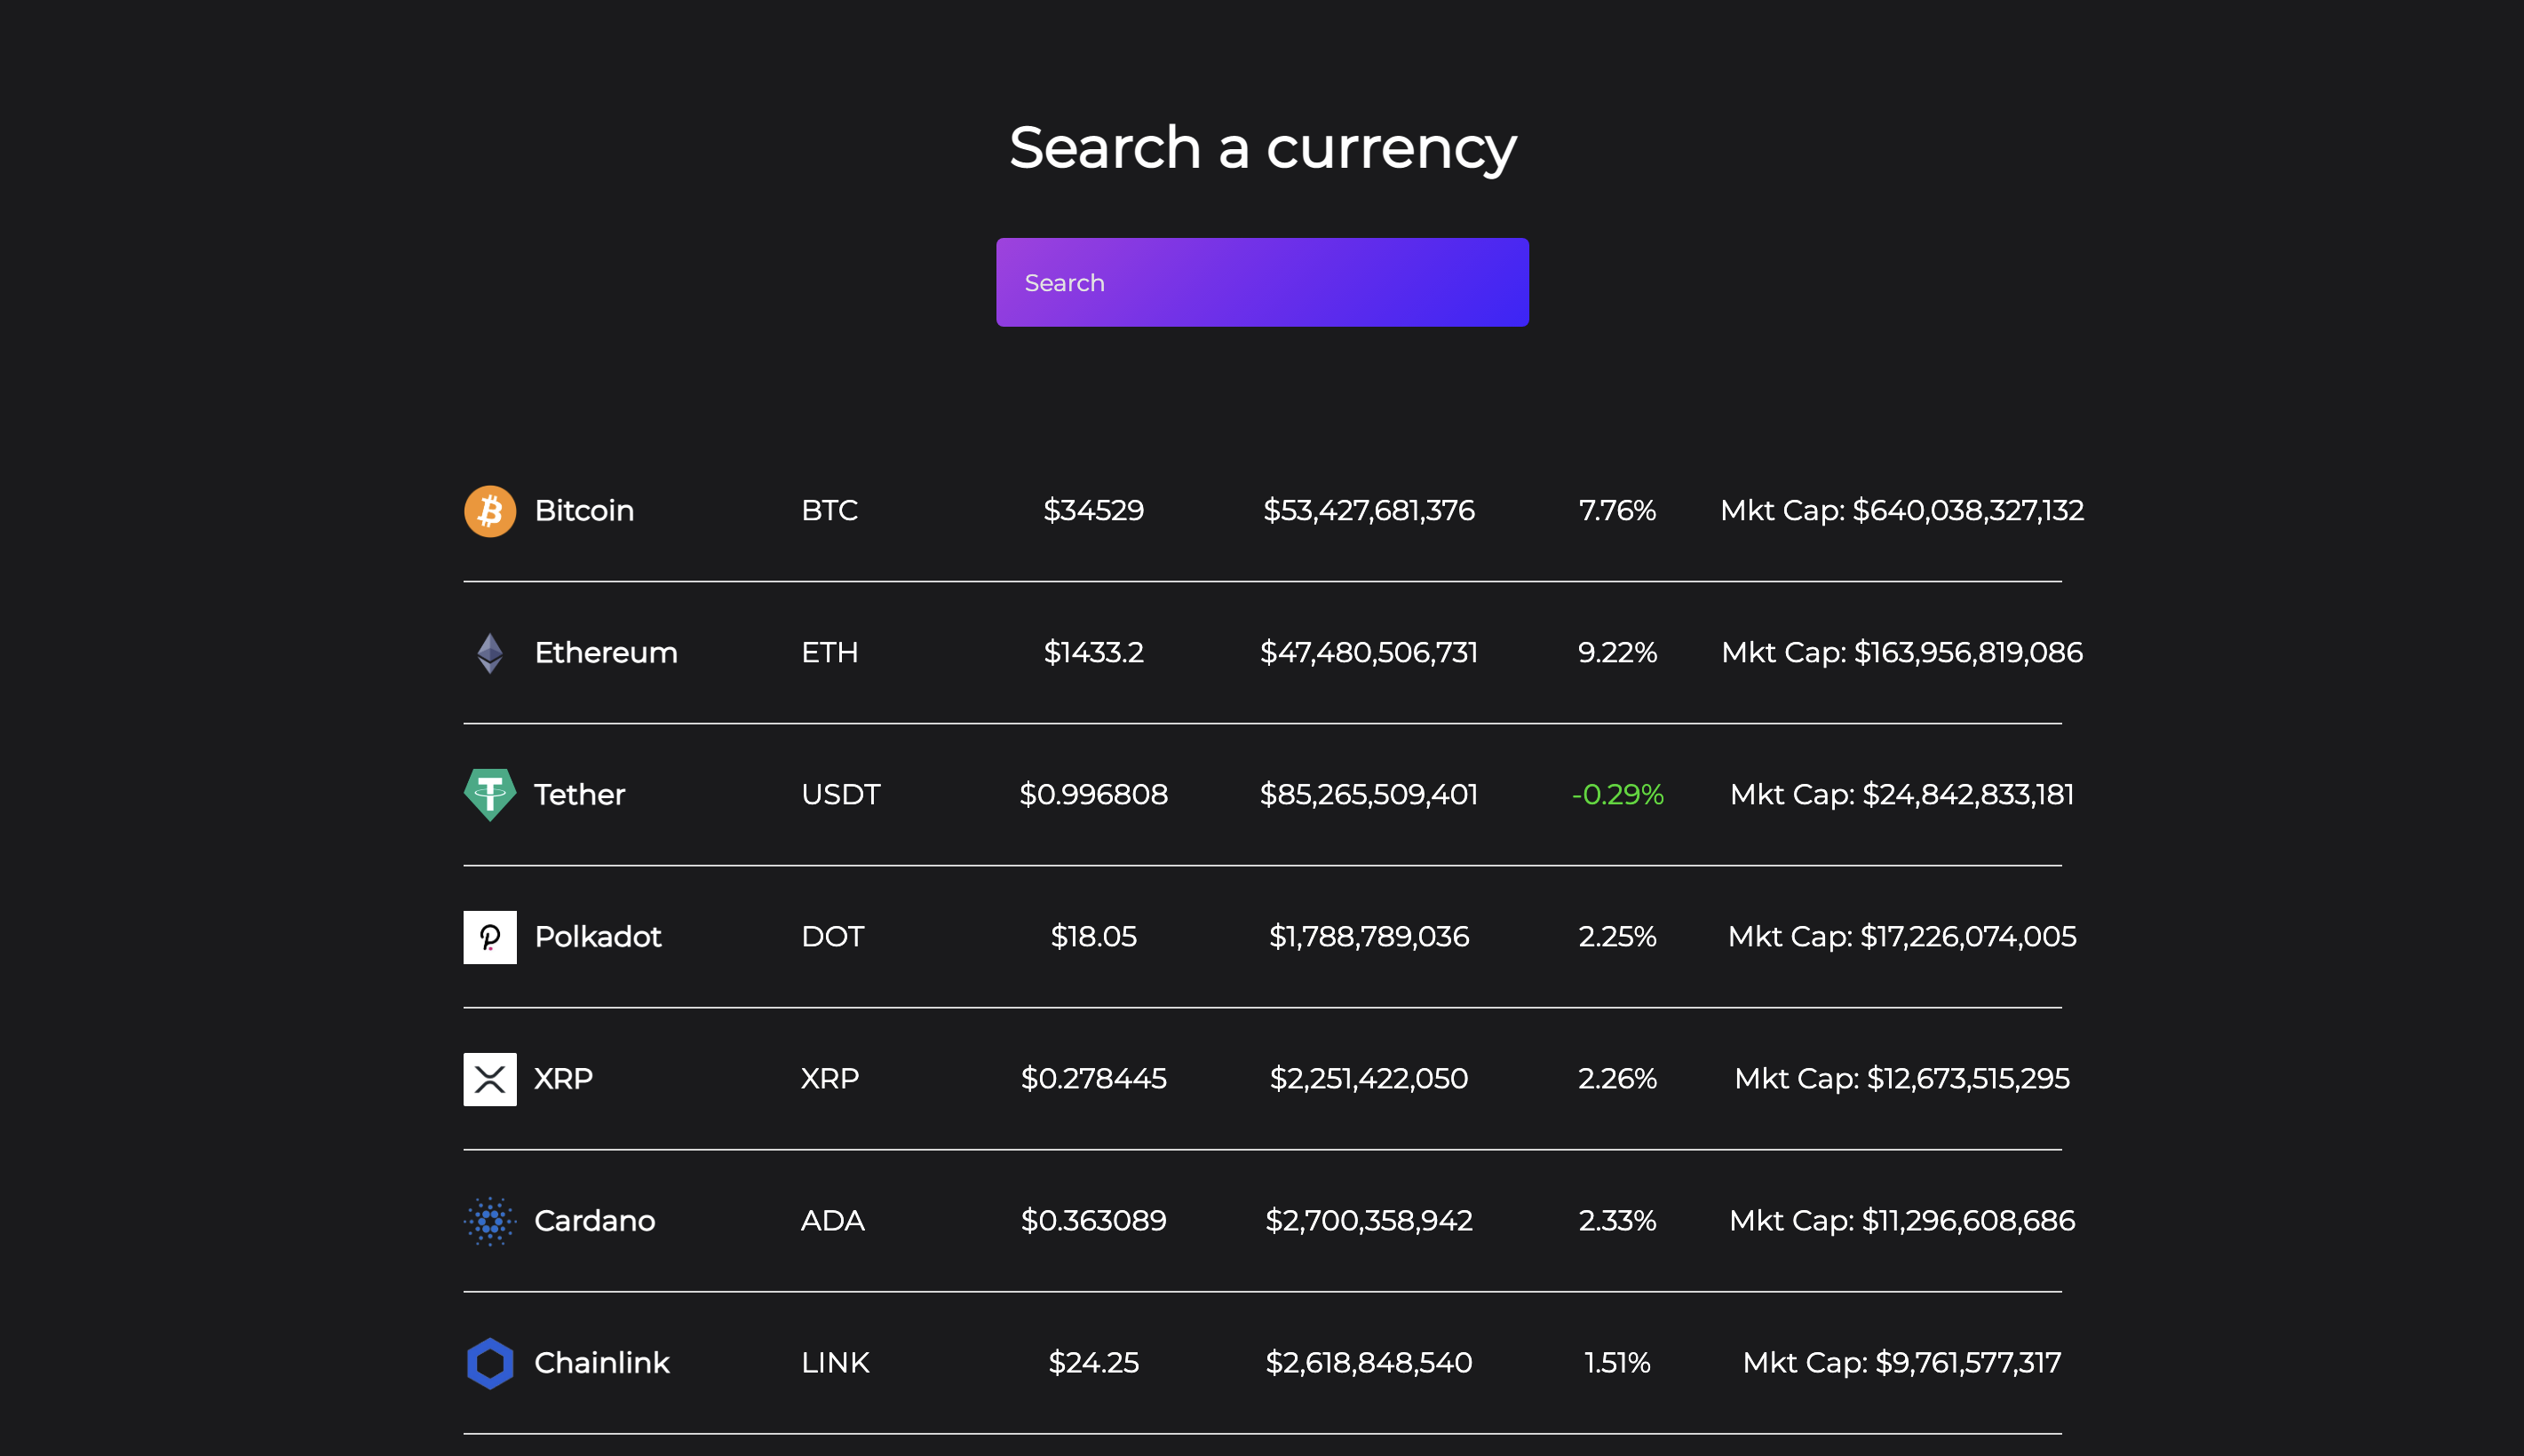 Search a currency
Search
Bitcoin BTC $34529 $53,427,681,376 7.76% Mkt Cap: $640,038,327,132
Ethereum ETH $1433.2 $47,480,506,731 9.22% Mkt Cap: $163,956,819,086
Tether USDT $0.996808 $85,265,509,401 -0.29% Mkt Cap: $24,842,833,181
Polkadot DOT $18.05 $1,788,789,036 2.25% Mkt Cap: $17,226,074,005
XRP XRP $0.278445 $2,251,422,050 2.26% Mkt Cap: $12,673,515,295
Cardano ADA $0.363089 $2,700,358,942 2.33% Mkt Cap: $11,296,608,686
Chainlink LINK $24.25 $2,618,848,540 1.51% Mkt Cap: $9,761,577,317